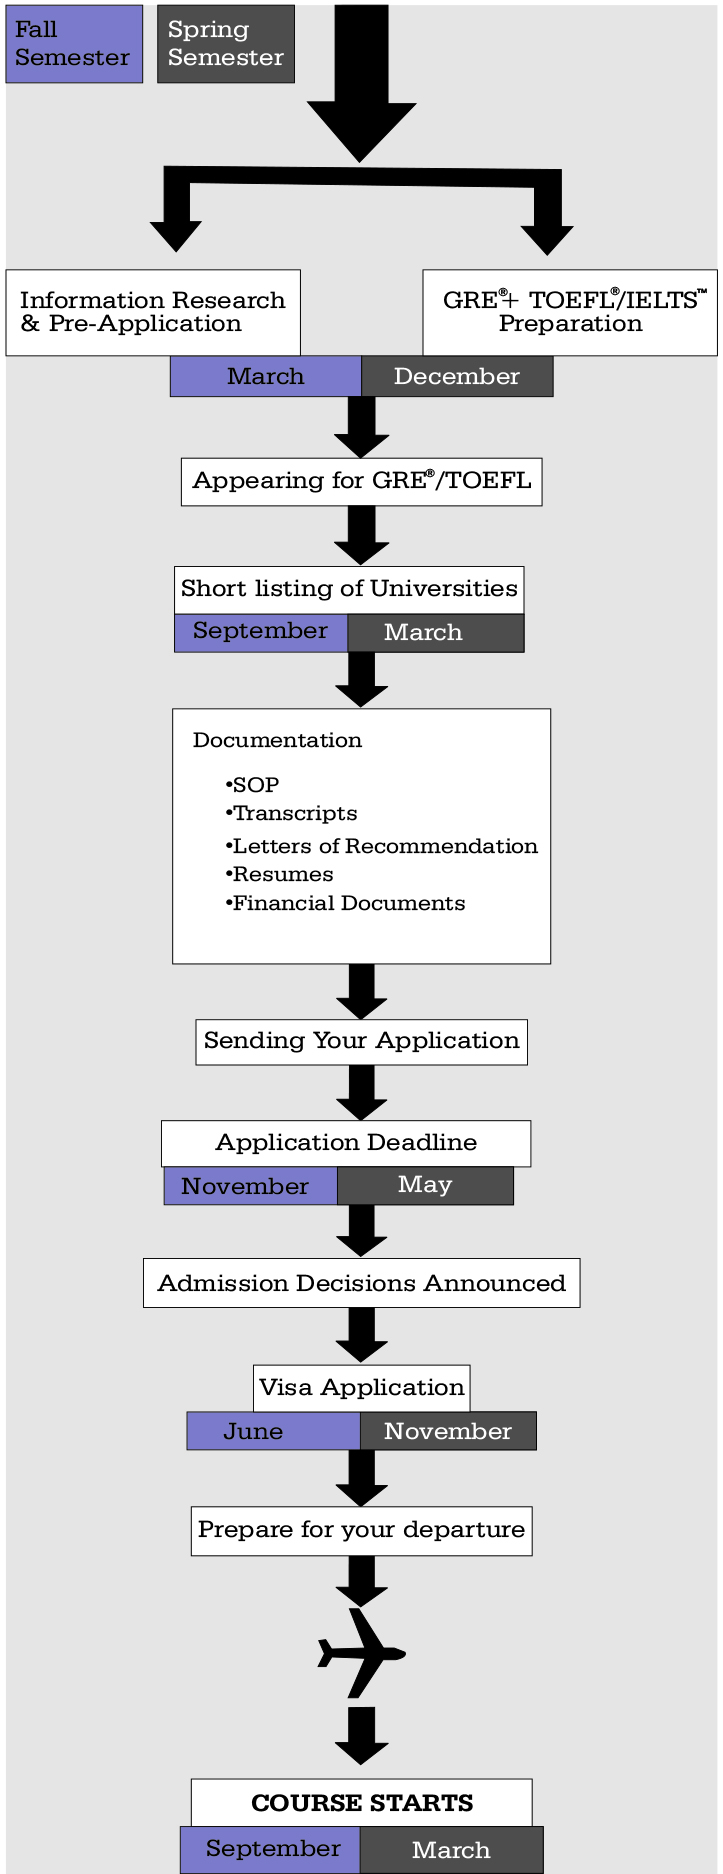 Fall
Semester
Spring
Semester
Information Research
& Pre-Application
GRE®+ TOEFL®/IELTS™
Preparation
March
December
Appearing for GRE®/TOEFL
Short listing of Universities
September
March
Documentation
•SOP
•Transcripts
•Letters of Recommendation
•Resumes
•Financial Documents
Sending Your Application
Application Deadline
November
May
Admission Decisions Announced
Visa Application
June
November
Prepare for your departure
COURSE STARTS
September
March